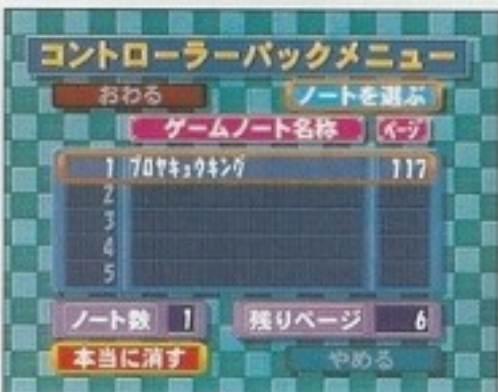 コントローラーパックメニュー
おわる ノートを選ぶ
ゲームノート名称 ページ
1 プロヤキュウキング 117
2
3
4
5
ノート数 1 残りページ 6
本当に消す やめる